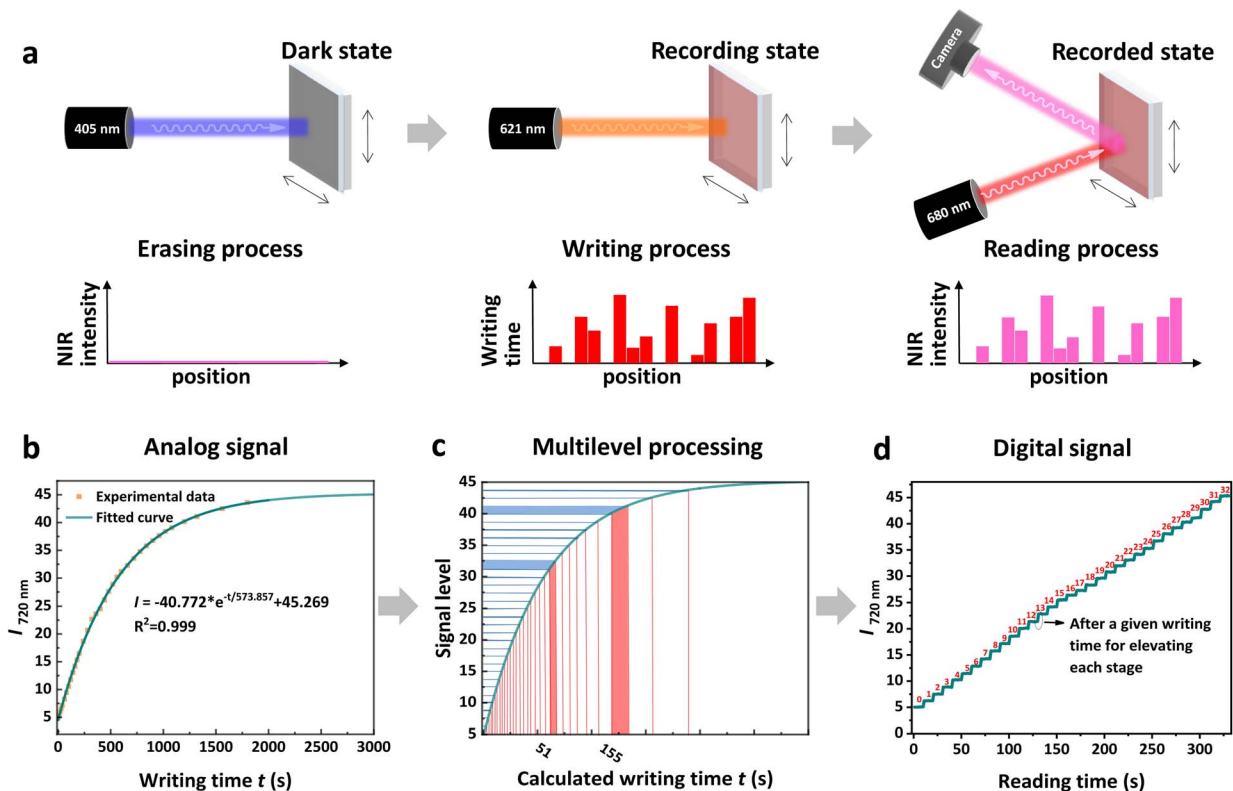 a
Dark state
Recording state
Recorded state
Camera
405 nm
621 nm
680 nm
Erasing process
Writing process
Reading process
NIR
intensity
position
Writing
time
position
NIR
intensity
position
b
Analog signal
c
Multilevel processing
d
Digital signal
45
40
35
30
25
20
15
10
5
I 720 nm
Experimental data
Fitted curve
I = -40.772*e-t/573.857+45.269
R2=0.999
0 500 1000 1500 2000 2500 3000
Writing time t (s)
45
40
35
30
25
20
15
10
5
Signal level
51 155
Calculated writing time t (s)
45
40
35
30
25
20
15
10
5
0
I 720 nm
0 1 2 3 4 5 6 7 8 9 10 11 12 13 14 15 16 17 18 19 20 21 22 23 24 25 26 27 28 29 30 31 32
After a given writing
time for elevating
each stage
0 50 100 150 200 250 300
Reading time (s)